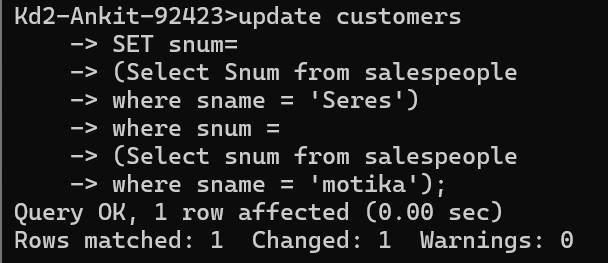 Kd2-Ankit-92423>update customers
    -> SET snum=
    -> (Select Snum from salespeople
    -> where sname = 'Seres')
    -> where snum =
    -> (Select snum from salespeople
    -> where sname = 'motika');
Query OK, 1 row affected (0.00 sec)
Rows matched: 1  Changed: 1  Warnings: 0